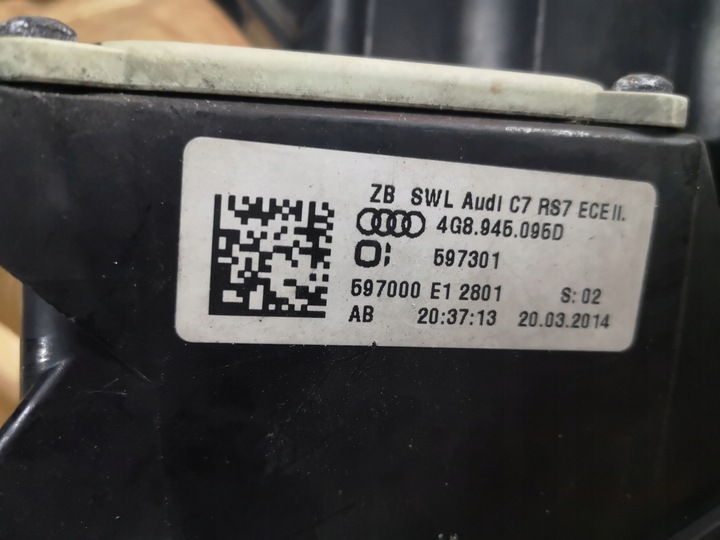 ZB SWL Audi C7 RS7 ECE II.
4G8.945.095D
597301
597000 E1 2801 S: 02
AB 20:37:13 20.03.2014